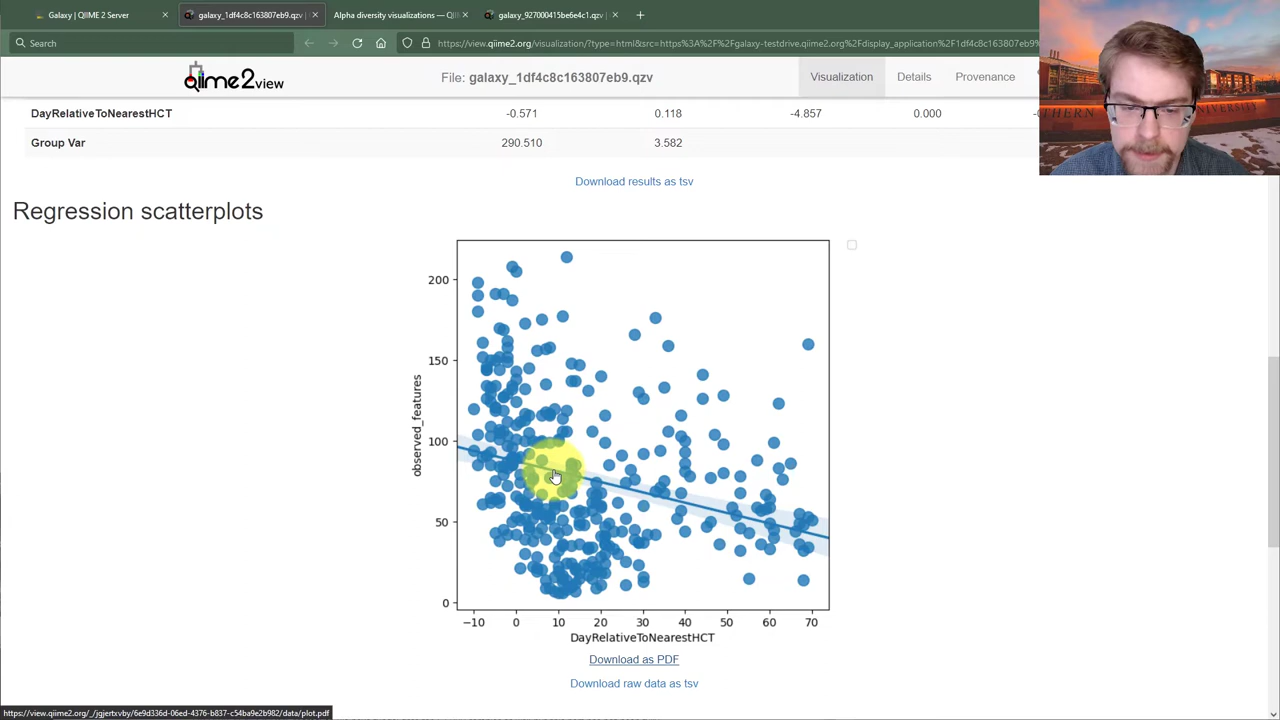 Galaxy | QIIME 2 Server
galaxy_1df4c8c163807eb9.qzv |
Alpha diversity visualizations —
galaxy_927000415be6e4c1.qzv |
Search
https://view.qiime2.org/visualization/?type=html&src=https%3A%2F%2Fgalaxy-testdrive.qiime2.org%2Fdisplay_application%2F1df4c8c163807eb9%
qiime2view
File: galaxy_1df4c8c163807eb9.qzv
Visualization
Details
Provenance
DayRelativeToNearestHCT -0.571 0.118 -4.857 0.000
Group Var 290.510 3.582
Download results as tsv
Regression scatterplots
200
150
100
50
0
observed_features
−10 0 10 20 30 40 50 60 70
DayRelativeToNearestHCT
Download as PDF
Download raw data as tsv
https://view.qiime2.org/_/jgjertxvby/6e9d336d-06ed-4376-b837-c54ba9e2b982/data/plot.pdf